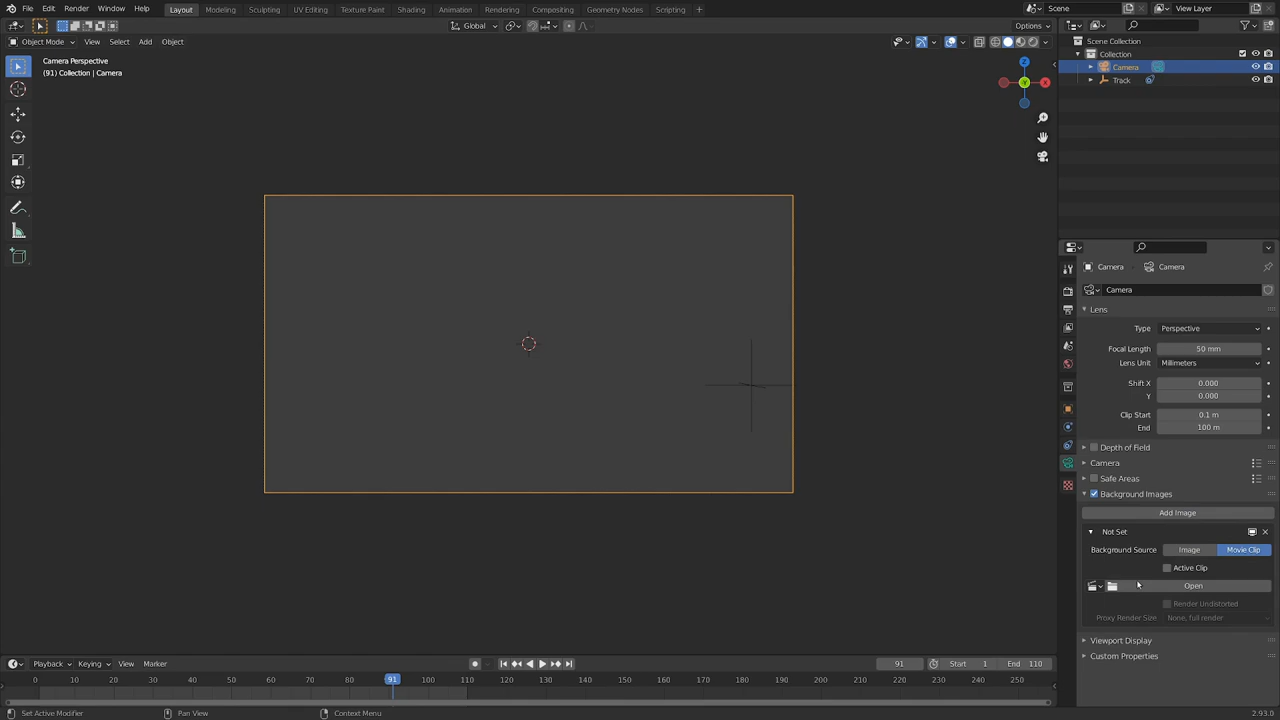 File Edit Render Window Help Layout Modeling Sculpting UV Editing Texture Paint Shading Animation Rendering Compositing Geometry Nodes Scripting + Scene View Layer
Global Options
Object Mode View Select Add Object
Camera Perspective
(91) Collection | Camera
Z
Y
X
Scene Collection
Collection
Camera
Track
Camera Camera
Camera
Lens
Type Perspective
Focal Length 50 mm
Lens Unit Millimeters
Shift X 0.000
Y 0.000
Clip Start 0.1 m
End 100 m
Depth of Field
Camera
Safe Areas
Background Images
Add Image
Not Set
Background Source Image Movie Clip
Active Clip
Open
Render Undistorted
Proxy Render Size None, full render
Viewport Display
Custom Properties
Playback Keying View Marker 91 Start 1 End 110
0 10 20 30 40 50 60 70 80 91 100 110 120 130 140 150 160 170 180 190 200 210 220 230 240 250
Set Active Modifier Pan View Context Menu 2.93.0